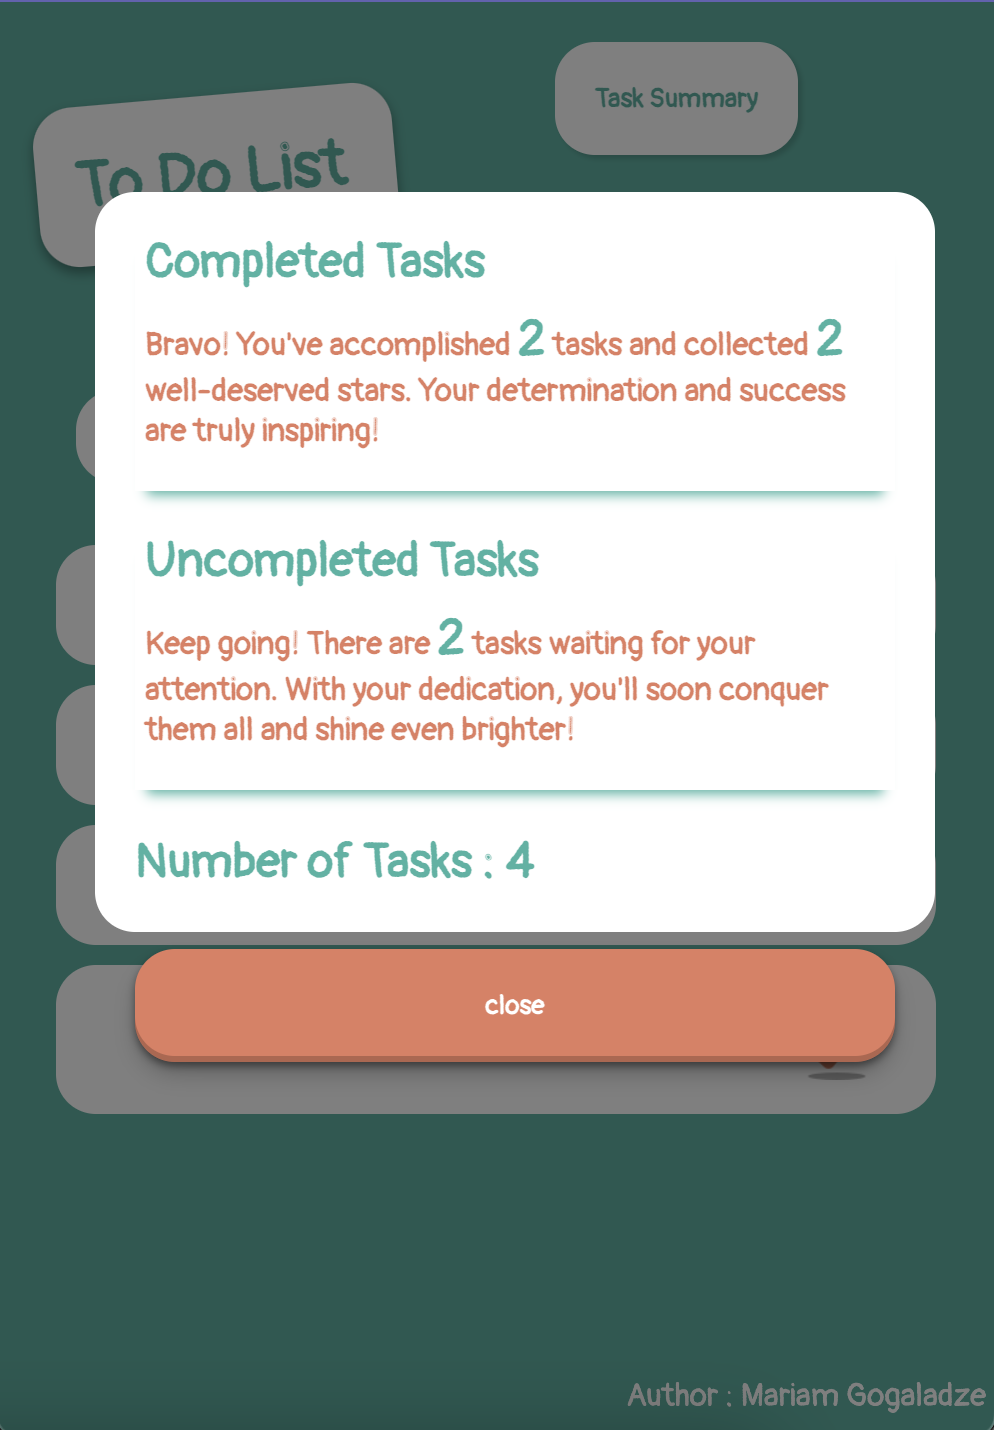 Task Summary
To Do List
Completed Tasks
Bravo! You've accomplished 2 tasks and collected 2
well-deserved stars. Your determination and success
are truly inspiring!
Uncompleted Tasks
Keep going! There are 2 tasks waiting for your
attention. With your dedication, you'll soon conquer
them all and shine even brighter!
Number of Tasks : 4
close
Author : Mariam Gogaladze